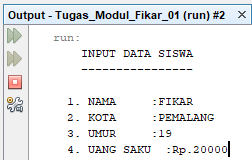 Output - Tugas_Modul_Fikar_01 (run) #2
run:
INPUT DATA SISWA
----------------
1. NAMA :FIKAR
2. KOTA :PEMALANG
3. UMUR :19
4. UANG SAKU :Rp.20000